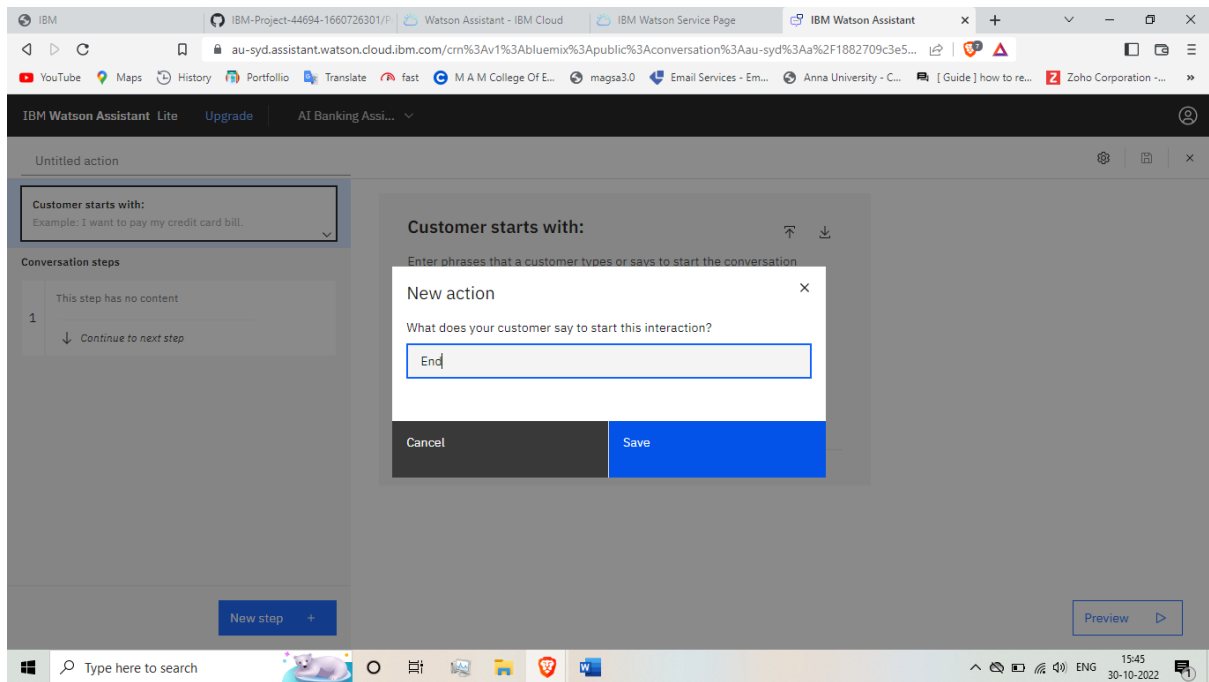 IBM
IBM-Project-44694-1660726301/P
Watson Assistant - IBM Cloud
IBM Watson Service Page
IBM Watson Assistant
au-syd.assistant.watson.cloud.ibm.com/crn%3Av1%3Abluemix%3Apublic%3Aconversation%3Aau-syd%3Aa%2F1882709c3e5...
YouTube
Maps
History
Portfollio
Translate
fast
M A M College Of E...
magsa3.0
Email Services - Em...
Anna University - C...
[ Guide ] how to re...
Zoho Corporation -...
IBM Watson Assistant Lite
Upgrade
AI Banking Assi...
Untitled action
Customer starts with:
Example: I want to pay my credit card bill.
Conversation steps
This step has no content
1
Continue to next step
New step +
Customer starts with:
Enter phrases that a customer types or says to start the conversation
New action
What does your customer say to start this interaction?
End
Cancel
Save
Preview
Type here to search
ENG
15:45
30-10-2022